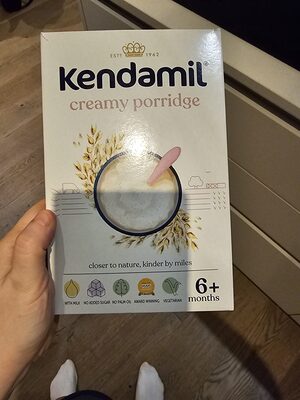 ESTD 1962
Kendamil®
creamy porridge
closer to nature, kinder by miles
WITH MILK
NO ADDED SUGAR
NO PALM OIL
AWARD WINNING
VEGETARIAN
6+
months